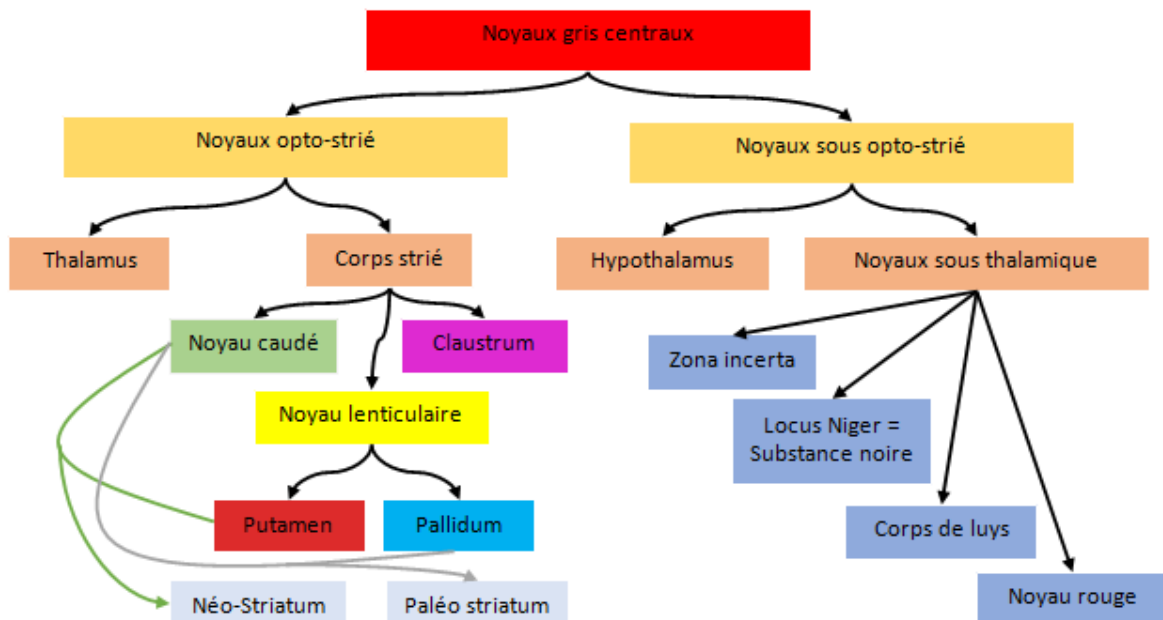 Noyaux gris centraux
Noyaux opto-strié
Noyaux sous opto-strié
Thalamus
Corps strié
Hypothalamus
Noyaux sous thalamique
Noyau caudé
Claustrum
Zona incerta
Noyau lenticulaire
Locus Niger =
Substance noire
Putamen
Pallidum
Corps de luys
Néo-Striatum
Paléo striatum
Noyau rouge